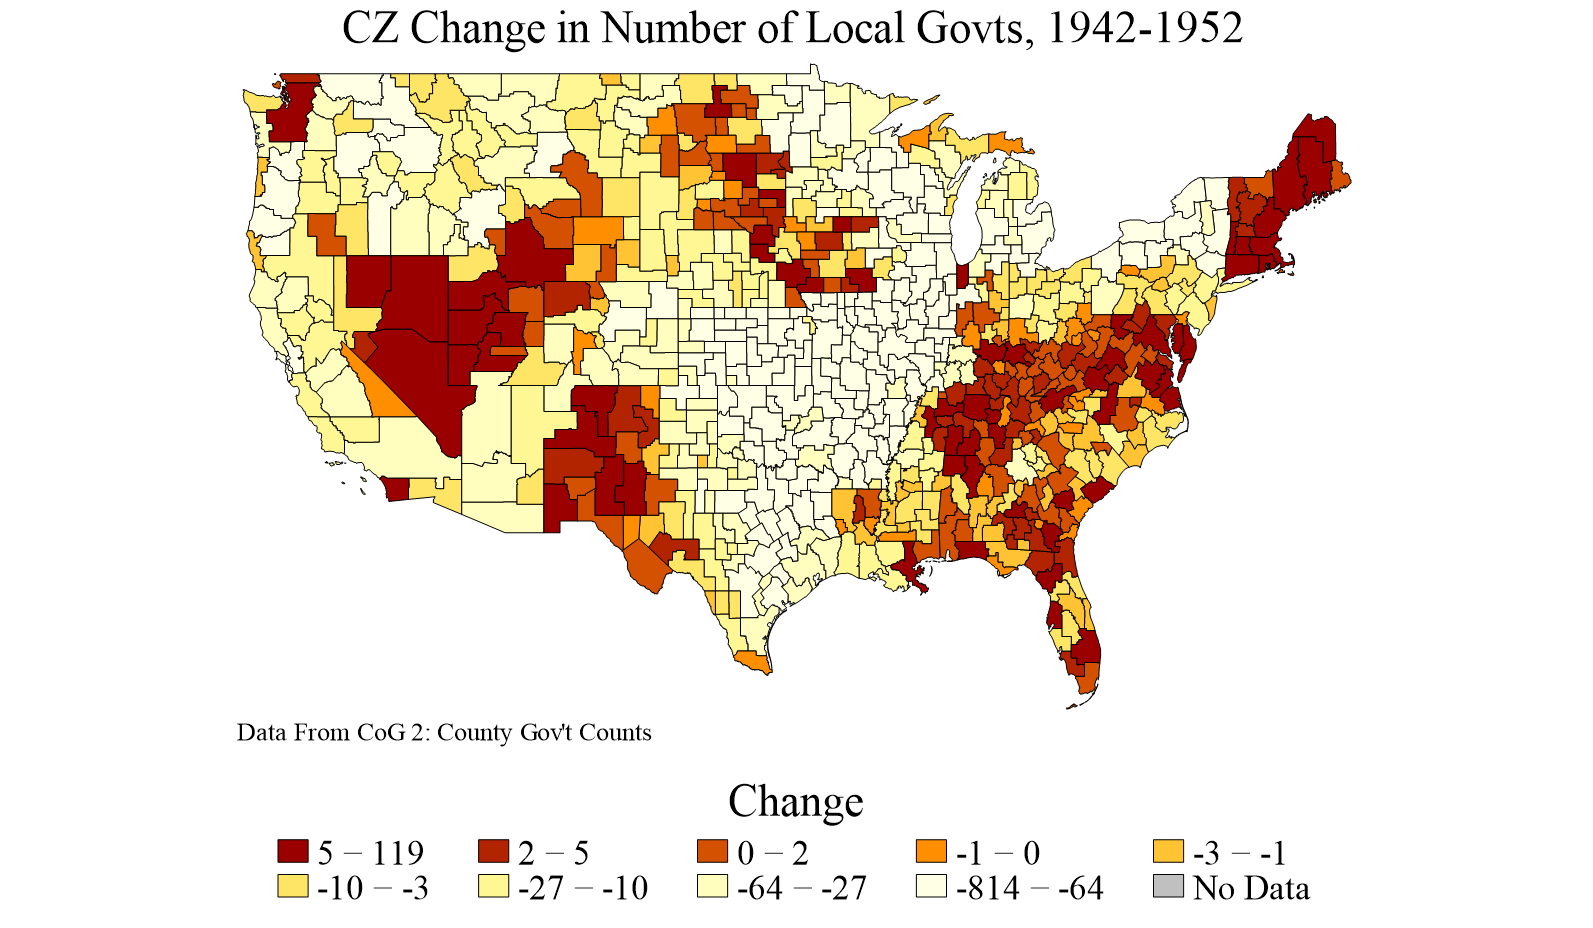 CZ Change in Number of Local Govts, 1942-1952
Data From CoG 2: County Gov't Counts
Change
5 − 119
2 − 5
0 − 2
-1 − 0
-3 − -1
-10 − -3
-27 − -10
-64 − -27
-814 − -64
No Data